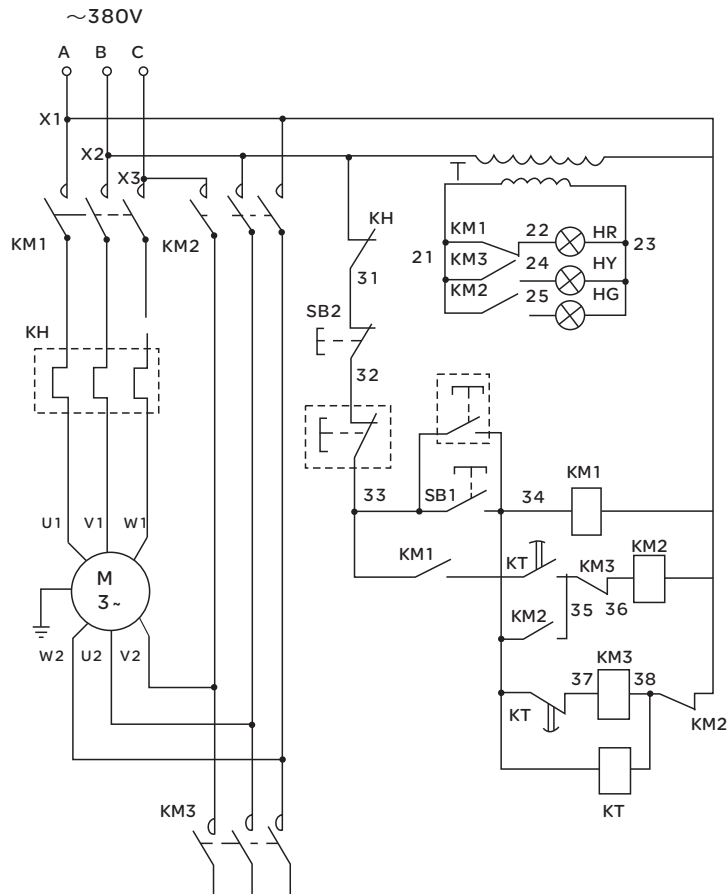 ～380V
A B C
X1
X2
X3
KM1
KM2
KH
KM1 22 HR
21 KM3 24 HY 23
KM2 25 HG
31
SB2
KH
32
33 SB1 34 KM1
U1 V1 W1
KM1 KT KM3 KM2
M
3~
KM2 35 36
W2 U2 V2
37 KM3 38
KT KM2
KT
KM3